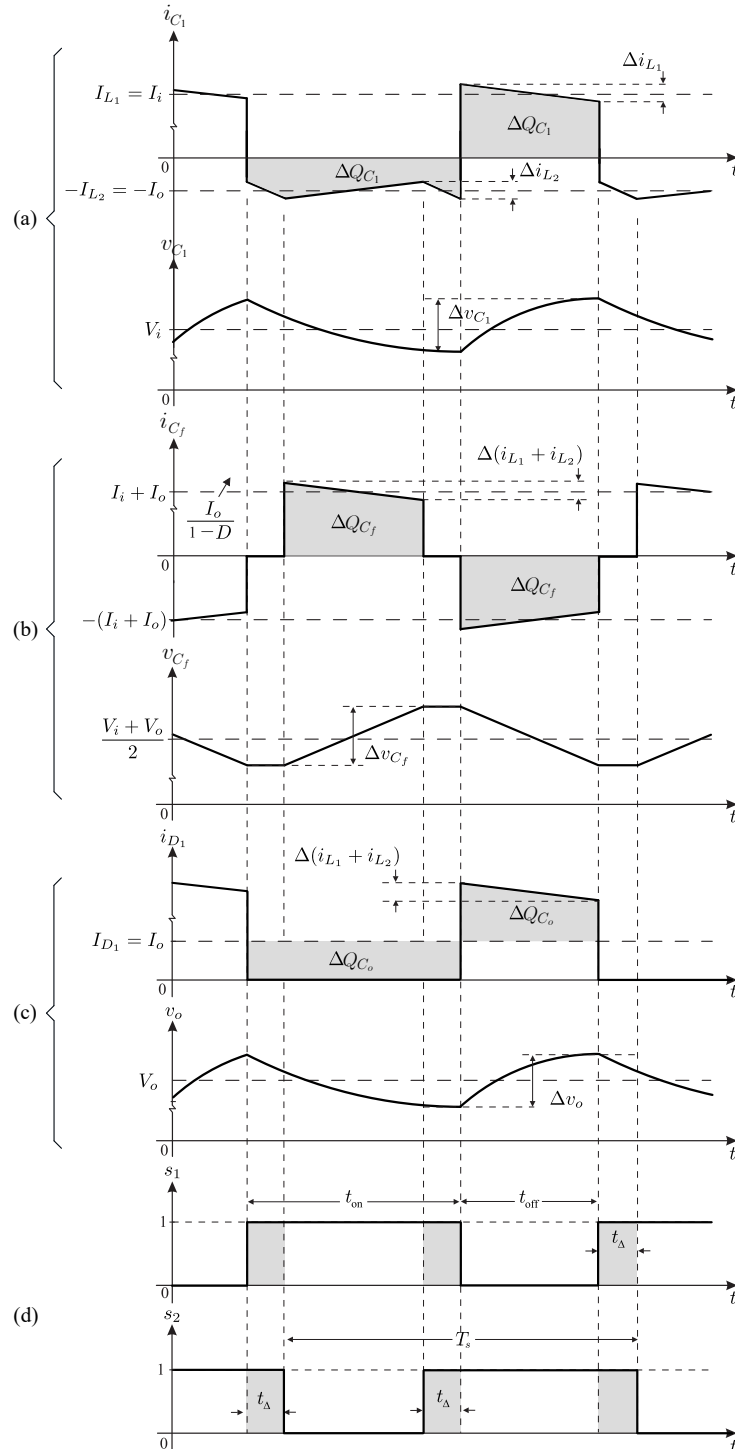 (a)
i_{C_1}
I_{L_1} = I_i
Δi_{L_1}
ΔQ_{C_1}
0
t
ΔQ_{C_1}
Δi_{L_2}
-I_{L_2} = -I_o
v_{C_1}
V_i
Δv_{C_1}
0
t
(b)
i_{C_f}
Δ(i_{L_1} + i_{L_2})
I_i + I_o
I_o
1-D
ΔQ_{C_f}
0
t
ΔQ_{C_f}
-(I_i + I_o)
v_{C_f}
V_i + V_o
2
Δv_{C_f}
0
t
(c)
i_{D_1}
Δ(i_{L_1} + i_{L_2})
ΔQ_{C_o}
I_{D_1} = I_o
ΔQ_{C_o}
0
t
v_o
V_o
Δv_o
0
t
(d)
s_1
t_{on}
t_{off}
1
t_Δ
0
t
s_2
T_s
1
t_Δ
t_Δ
0
t